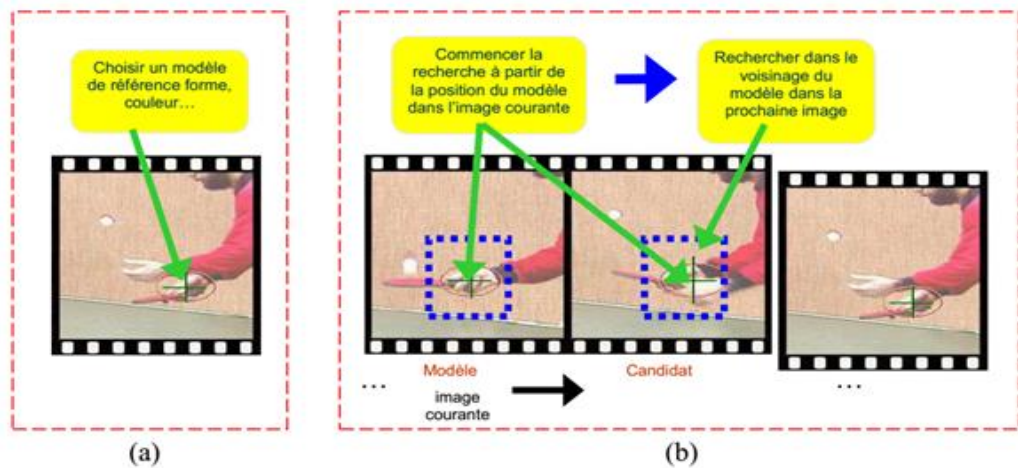 Choisir un modèle
de référence forme,
couleur…
Commencer la
recherche à partir de
la position du modèle
dans l'image courante
Rechercher dans le
voisinage du
modèle dans la
prochaine image
Modèle
Candidat
…
image
courante
…
(a)
(b)